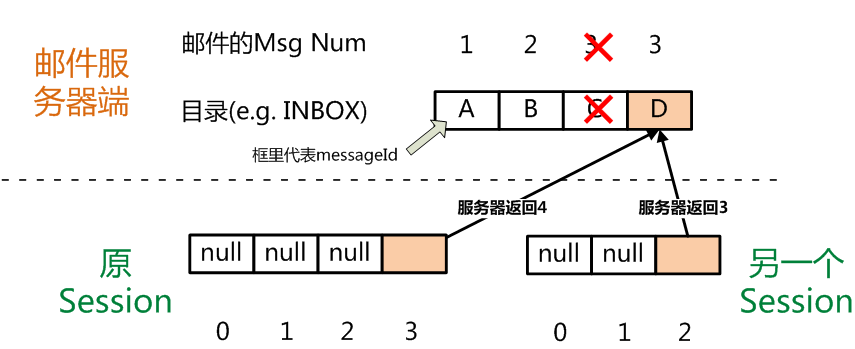 邮件服
务器端
邮件的Msg Num
1 2 3 3
目录(e.g. INBOX)
A B C D
框里代表messageId
服务器返回4
服务器返回3
原
Session
null null null
0 1 2 3
null null
0 1 2
另一个
Session